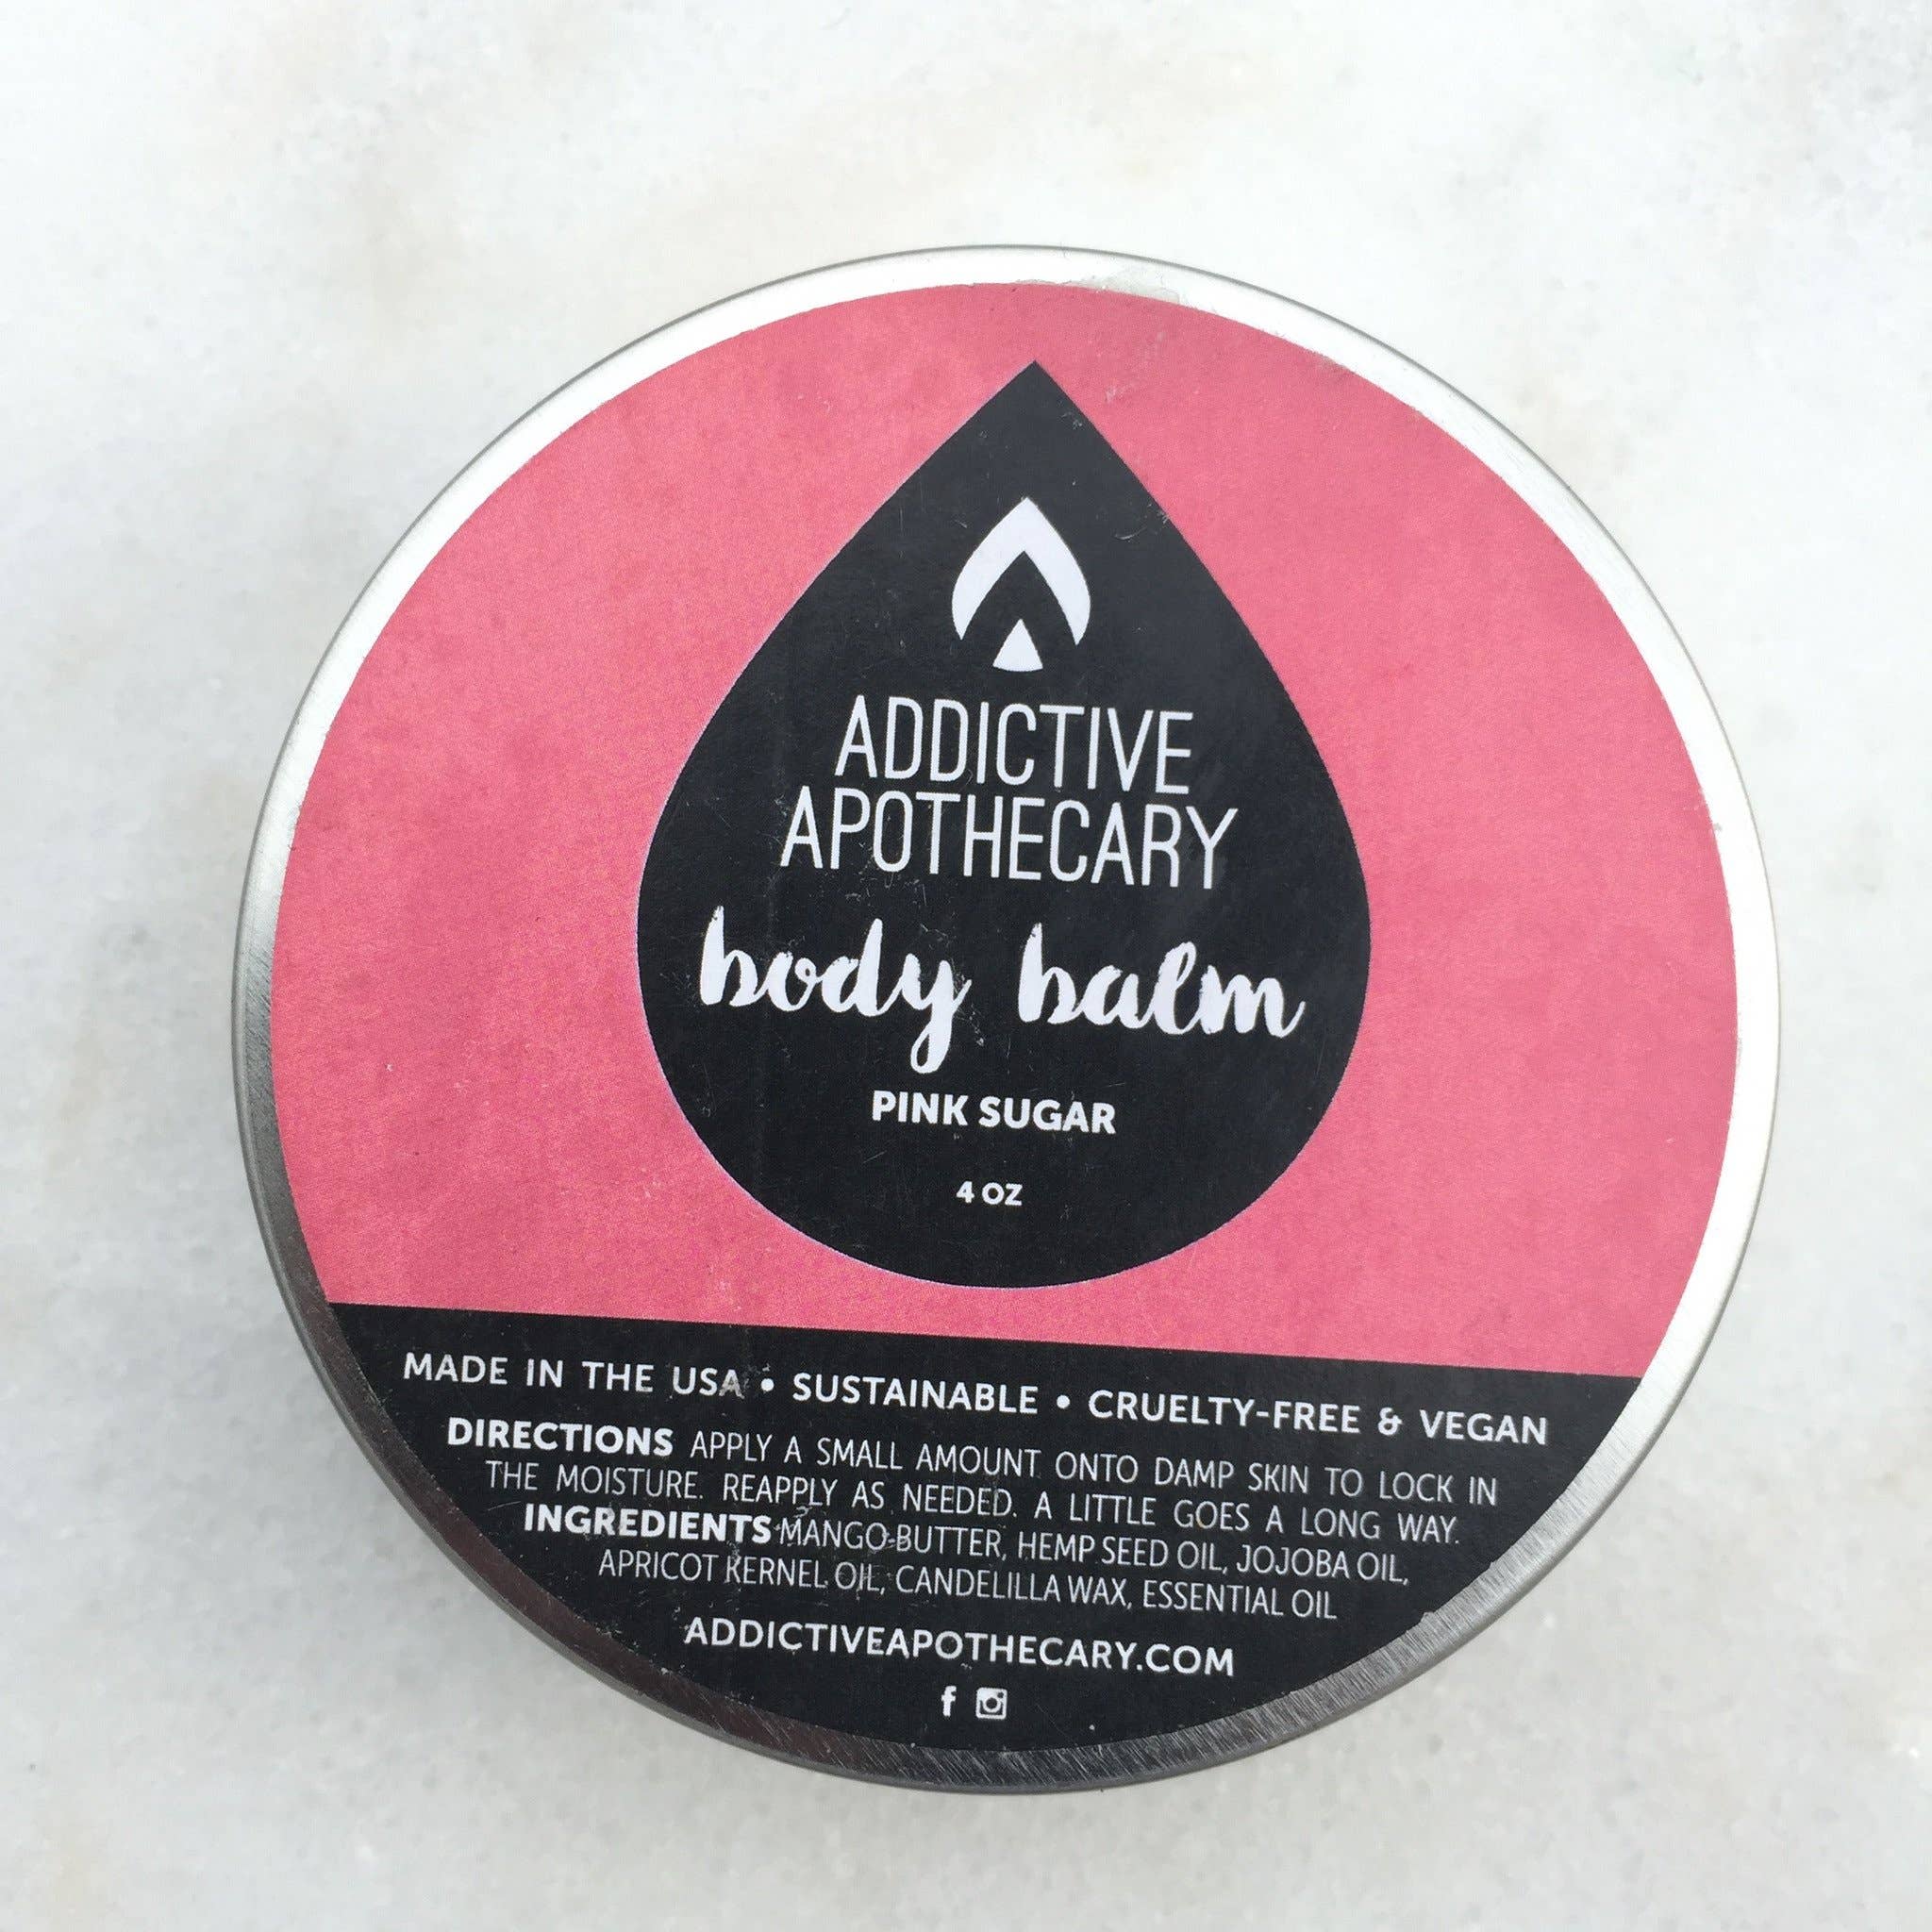 ADDICTIVE
APOTHECARY
body balm
PINK SUGAR
4 OZ
MADE IN THE USA • SUSTAINABLE • CRUELTY-FREE & VEGAN
DIRECTIONS APPLY A SMALL AMOUNT ONTO DAMP SKIN TO LOCK IN
THE MOISTURE. REAPPLY AS NEEDED. A LITTLE GOES A LONG WAY.
INGREDIENTS MANGO BUTTER, HEMP SEED OIL, JOJOBA OIL,
APRICOT KERNEL OIL, CANDELILLA WAX, ESSENTIAL OIL
ADDICTIVEAPOTHECARY.COM
f